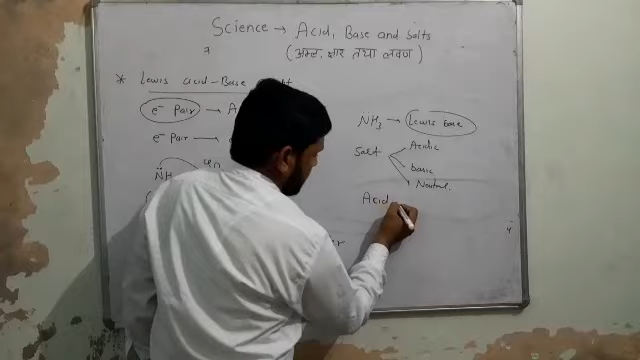 Science → Acid, Base and Salts
(अम्ल, क्षार तथा लवण)
* Lewis acid-Base
e⁻ Pair → A
e⁻ Pair →
N̈H
N̈H₃ → Lewis Base
Salt
Acidic
basic
Neutral.
Acid